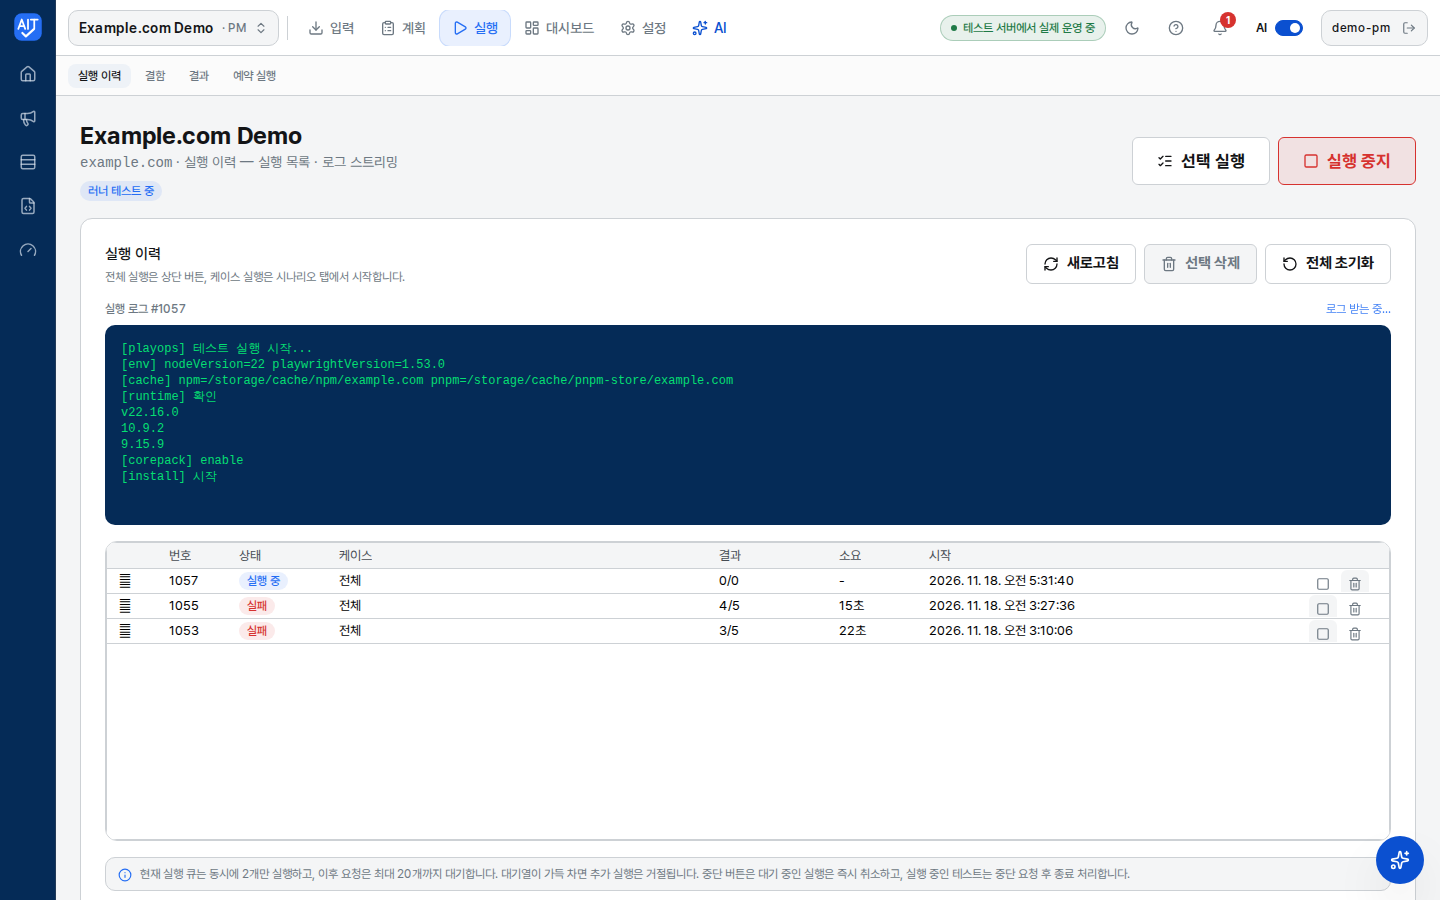 AIT
Example.com Demo · PM
입력
계획
실행
대시보드
설정
AI
테스트 서버에서 실제 운영 중
1
AI
demo-pm
실행 이력
결함
결과
예약 실행
Example.com Demo
example.com · 실행 이력 — 실행 목록 · 로그 스트리밍
러너 테스트 중
선택 실행
실행 중지
실행 이력
전체 실행은 상단 버튼, 케이스 실행은 시나리오 탭에서 시작합니다.
새로고침
선택 삭제
전체 초기화
실행 로그 #1057
로그 받는 중...
[playops] 테스트 실행 시작...
[env] nodeVersion=22 playwrightVersion=1.53.0
[cache] npm=/storage/cache/npm/example.com pnpm=/storage/cache/pnpm-store/example.com
[runtime] 확인
v22.16.0
10.9.2
9.15.9
[corepack] enable
[install] 시작
번호 상태 케이스 결과 소요 시작
1057 실행 중 전체 0/0 - 2026. 11. 18. 오전 5:31:40
1055 실패 전체 4/5 15초 2026. 11. 18. 오전 3:27:36
1053 실패 전체 3/5 22초 2026. 11. 18. 오전 3:10:06
현재 실행 큐는 동시에 2개만 실행하고, 이후 요청은 최대 20개까지 대기합니다. 대기열이 가득 차면 추가 실행은 거절됩니다. 중단 버튼은 대기 중인 실행은 즉시 취소하고, 실행 중인 테스트는 중단 요청 후 종료 처리합니다.